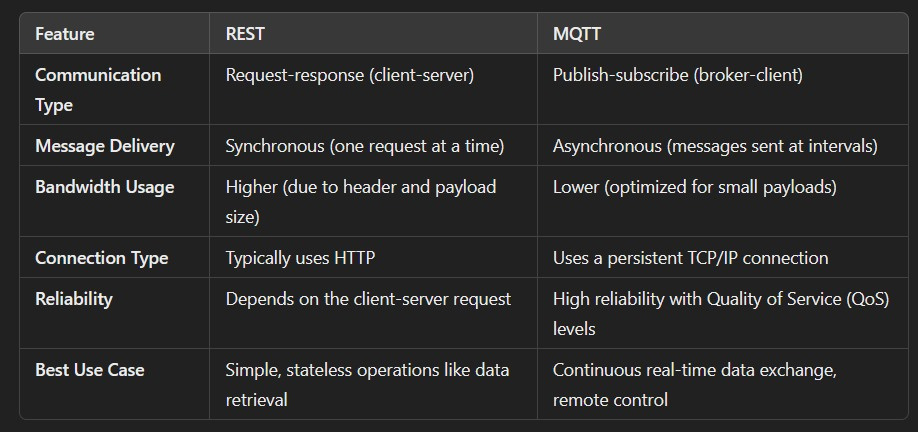 Feature REST MQTT
Communication Type Request-response (client-server) Publish-subscribe (broker-client)
Message Delivery Synchronous (one request at a time) Asynchronous (messages sent at intervals)
Bandwidth Usage Higher (due to header and payload size) Lower (optimized for small payloads)
Connection Type Typically uses HTTP Uses a persistent TCP/IP connection
Reliability Depends on the client-server request High reliability with Quality of Service (QoS) levels
Best Use Case Simple, stateless operations like data retrieval Continuous real-time data exchange, remote control